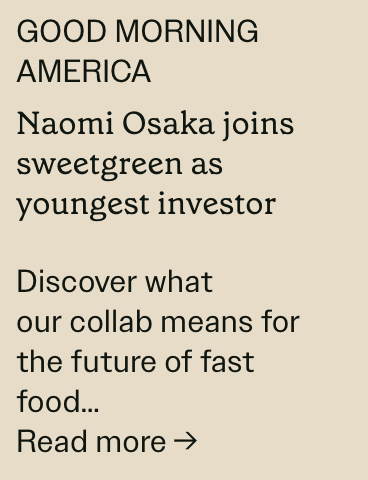 GOOD MORNING
AMERICA
Naomi Osaka joins
sweetgreen as
youngest investor
Discover what
our collab means for
the future of fast
food...
Read more →